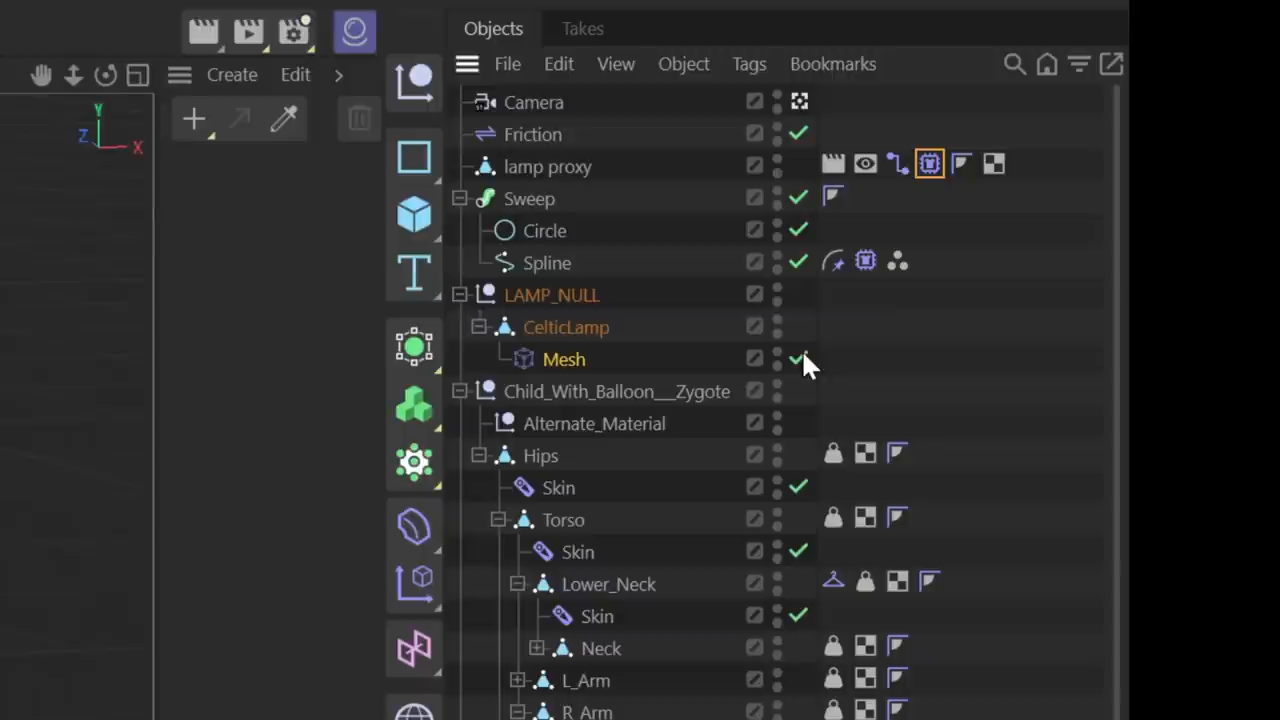 Objects Takes
File Edit View Object Tags Bookmarks
Create Edit
Y
Z X
Camera
Friction
lamp proxy
Sweep
Circle
Spline
LAMP_NULL
CelticLamp
Mesh
Child_With_Balloon__Zygote
Alternate_Material
Hips
Skin
Torso
Skin
Lower_Neck
Skin
Neck
L_Arm
R_Arm